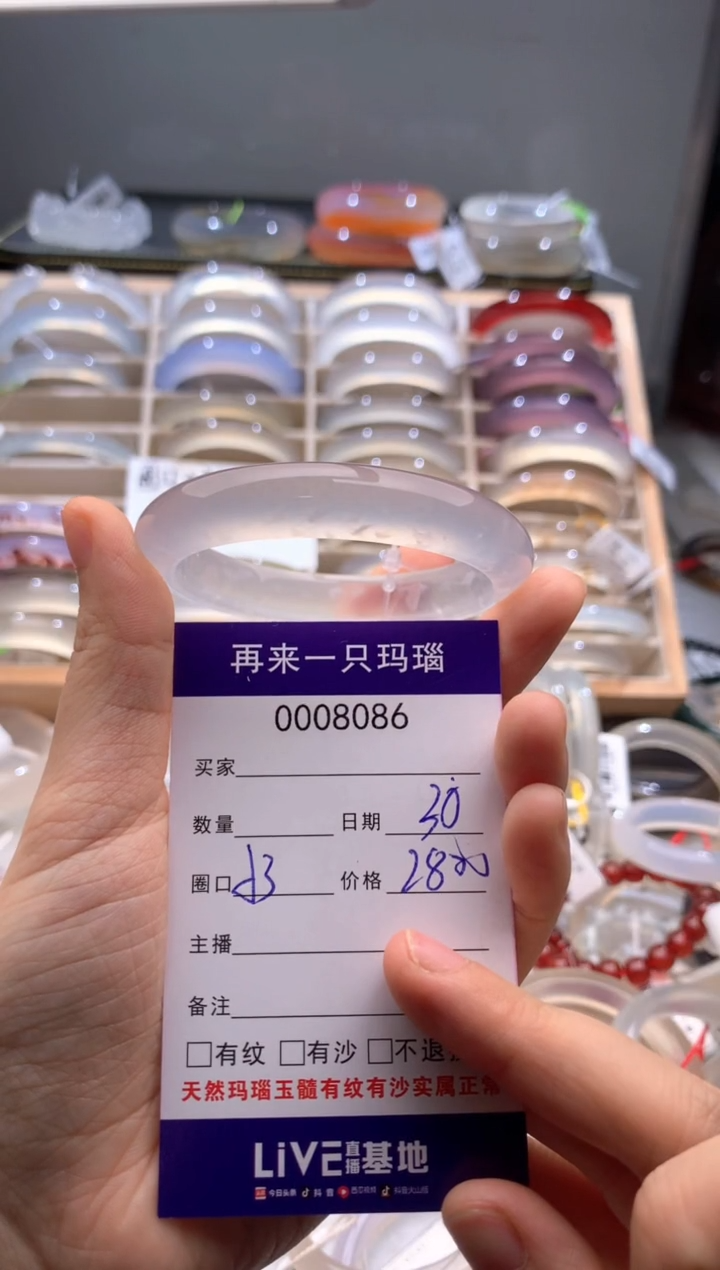 再来一只玛瑙
0008086
买家
数量 日期 30
圈口 价格
主播
备注
□有纹 □有沙 □不退
天然玛瑙玉髓有纹有沙实属正常
LiVE直播基地
今日头条 抖音 西瓜视频 抖音火山版